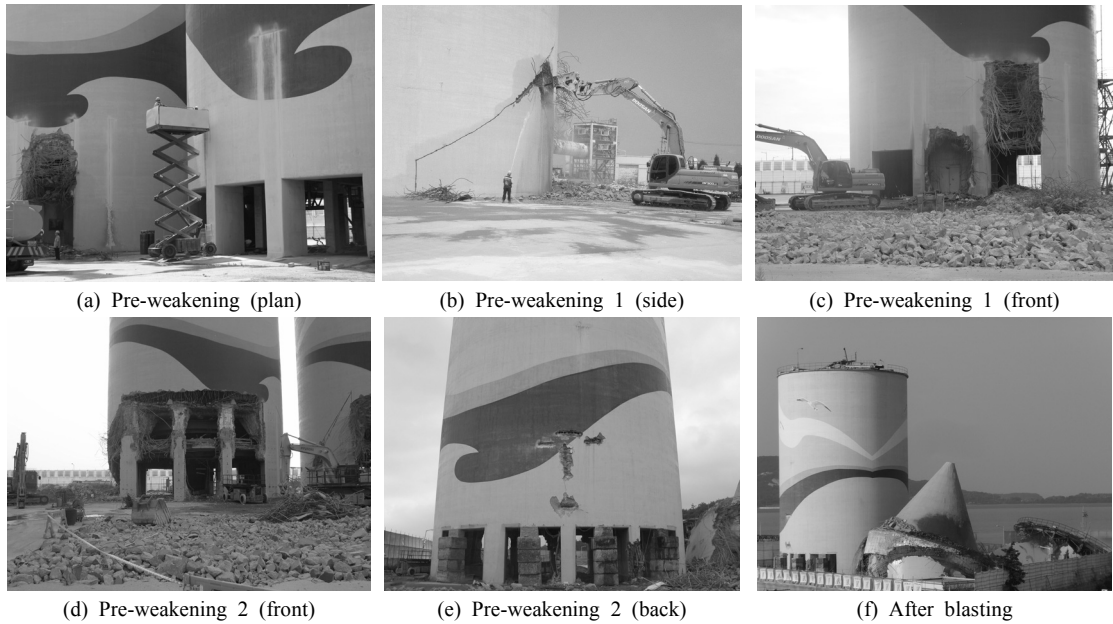 (a) Pre-weakening (plan)
(b) Pre-weakening 1 (side)
(c) Pre-weakening 1 (front)
(d) Pre-weakening 2 (front)
(e) Pre-weakening 2 (back)
(f) After blasting